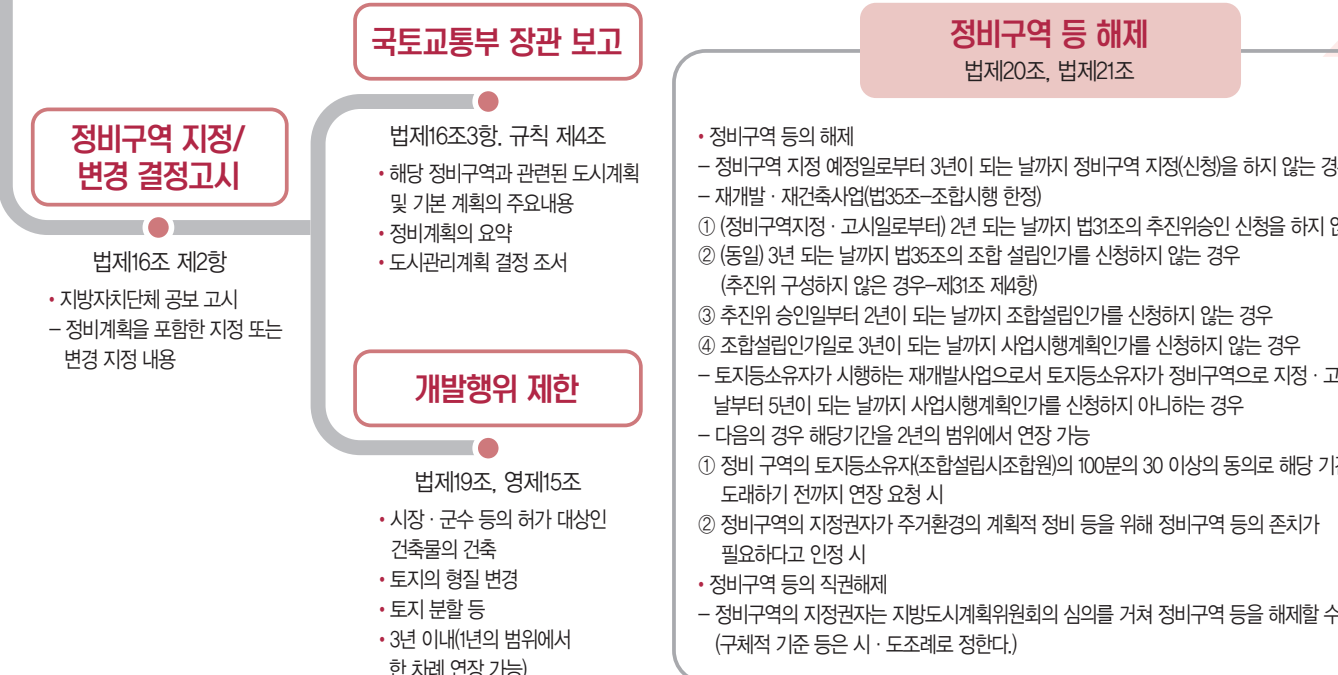 정비구역 지정/
변경 결정고시
법제16조 제2항
• 지방자치단체 공보 고시
– 정비계획을 포함한 지정 또는
변경 지정 내용
국토교통부 장관 보고
법제16조3항, 규칙 제4조
• 해당 정비구역과 관련된 도시계획
및 기본 계획의 주요내용
• 정비계획의 요약
• 도시관리계획 결정 조서
개발행위 제한
법제19조, 영제15조
• 시장 · 군수 등의 허가 대상인
건축물의 건축
• 토지의 형질 변경
• 토지 분할 등
• 3년 이내(1년의 범위에서
한 차례 연장 가능)
정비구역 등 해제
법제20조, 법제21조
• 정비구역 등의 해제
– 정비구역 지정 예정일로부터 3년이 되는 날까지 정비구역 지정(신청)을 하지 않는
– 재개발 · 재건축사업(법35조–조합시행 한정)
① (정비구역지정 · 고시일로부터) 2년 되는 날까지 법31조의 추진위승인 신청을 하지
② (동일) 3년 되는 날까지 법35조의 조합 설립인가를 신청하지 않는 경우
(추진위 구성하지 않은 경우–제31조 제4항)
③ 추진위 승인일부터 2년이 되는 날까지 조합설립인가를 신청하지 않는 경우
④ 조합설립인가일로 3년이 되는 날까지 사업시행계획인가를 신청하지 않는 경우
– 토지등소유자가 시행하는 재개발사업으로서 토지등소유자가 정비구역으로 지정 · 고
날부터 5년이 되는 날까지 사업시행계획인가를 신청하지 아니하는 경우
– 다음의 경우 해당기간을 2년의 범위에서 연장 가능
① 정비 구역의 토지등소유자(조합설립시조합원)의 100분의 30 이상의 동의로 해당
도래하기 전까지 연장 요청 시
② 정비구역의 지정권자가 주거환경의 계획적 정비 등을 위해 정비구역 등의 존치가
필요하다고 인정 시
• 정비구역 등의 직권해제
– 정비구역의 지정권자는 지방도시계획위원회의 심의를 거쳐 정비구역 등을 해제할 수
(구체적 기준 등은 시 · 도조례로 정한다.)